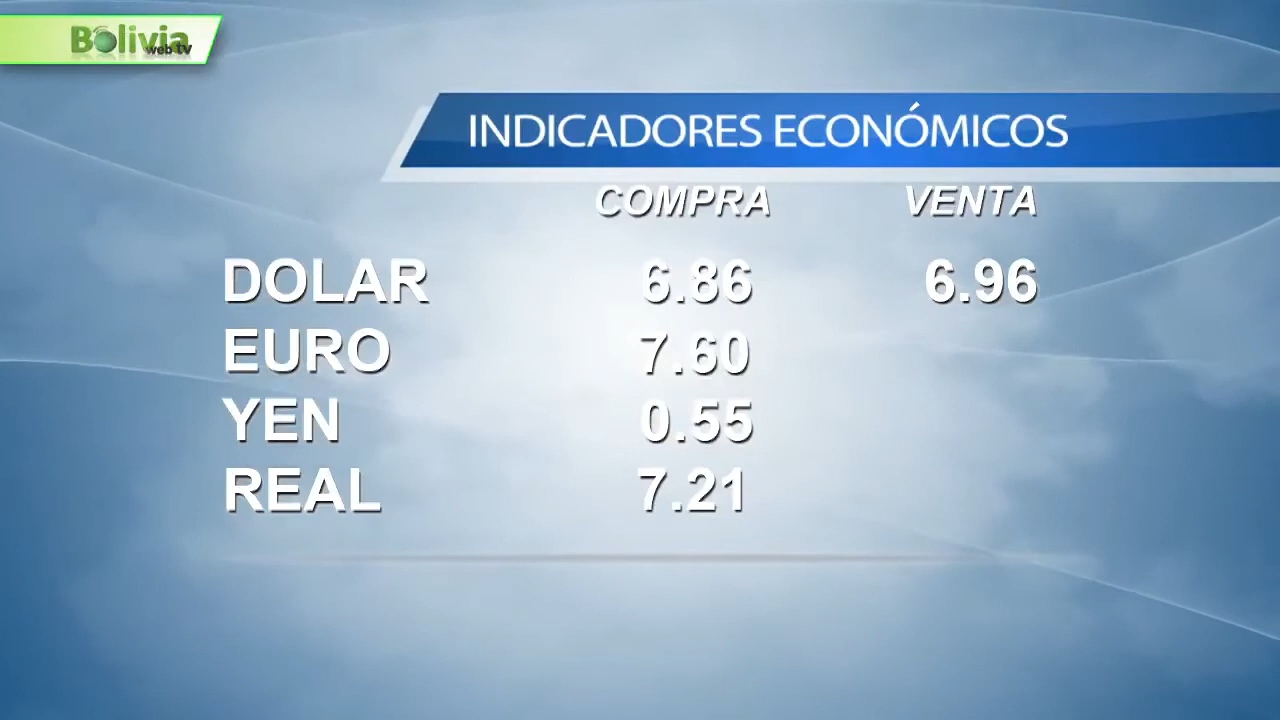 Bolivia
web tv
INDICADORES ECONÓMICOS
COMPRA VENTA
DOLAR 6.86 6.96
EURO 7.60
YEN 0.55
REAL 7.21